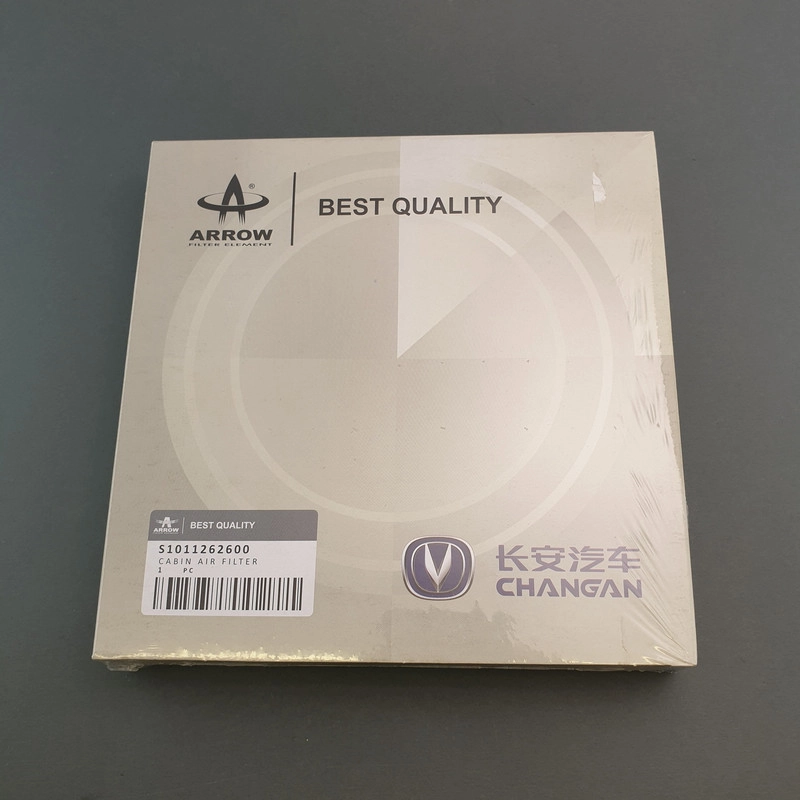 ®
ARROW
FILTER ELEMENT
BEST QUALITY
ARROW
BEST QUALITY
S1011262600
CABIN AIR FILTER
1 PC
长安汽车
CHANGAN